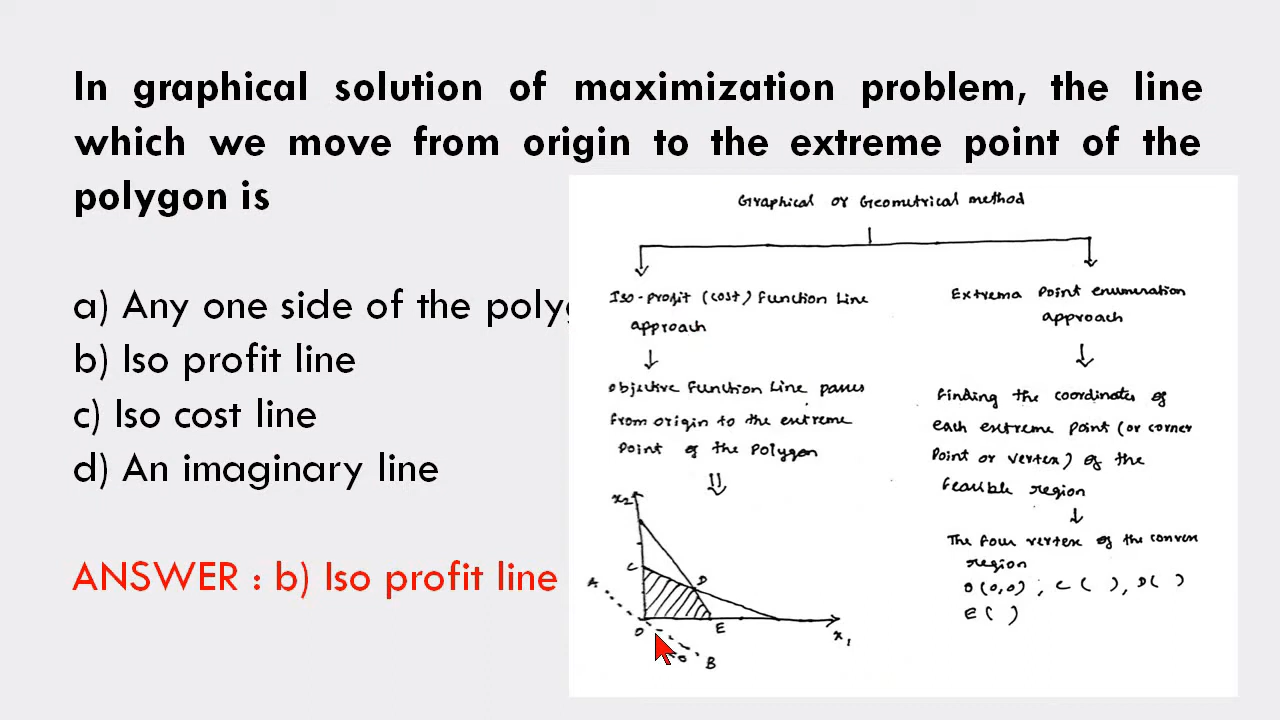 In graphical solution of maximization problem, the line
which we move from origin to the extreme point of the
polygon is
a) Any one side of the polyg
b) Iso profit line
c) Iso cost line
d) An imaginary line
ANSWER : b) Iso profit line
Graphical or Geometrical method
Iso-profit (cost) Function Line
approach
Objective Function Line passes
from origin to the extreme
point of the polygon
x2
C
D
A
O
E
x1
B
Extrema point enumeration
approach
Finding the coordinates of
each extreme point (or corner
point or vertex) of the
feasible region
The four vertex of the convex
region
O(0,0), C ( ), D( )
E ( )